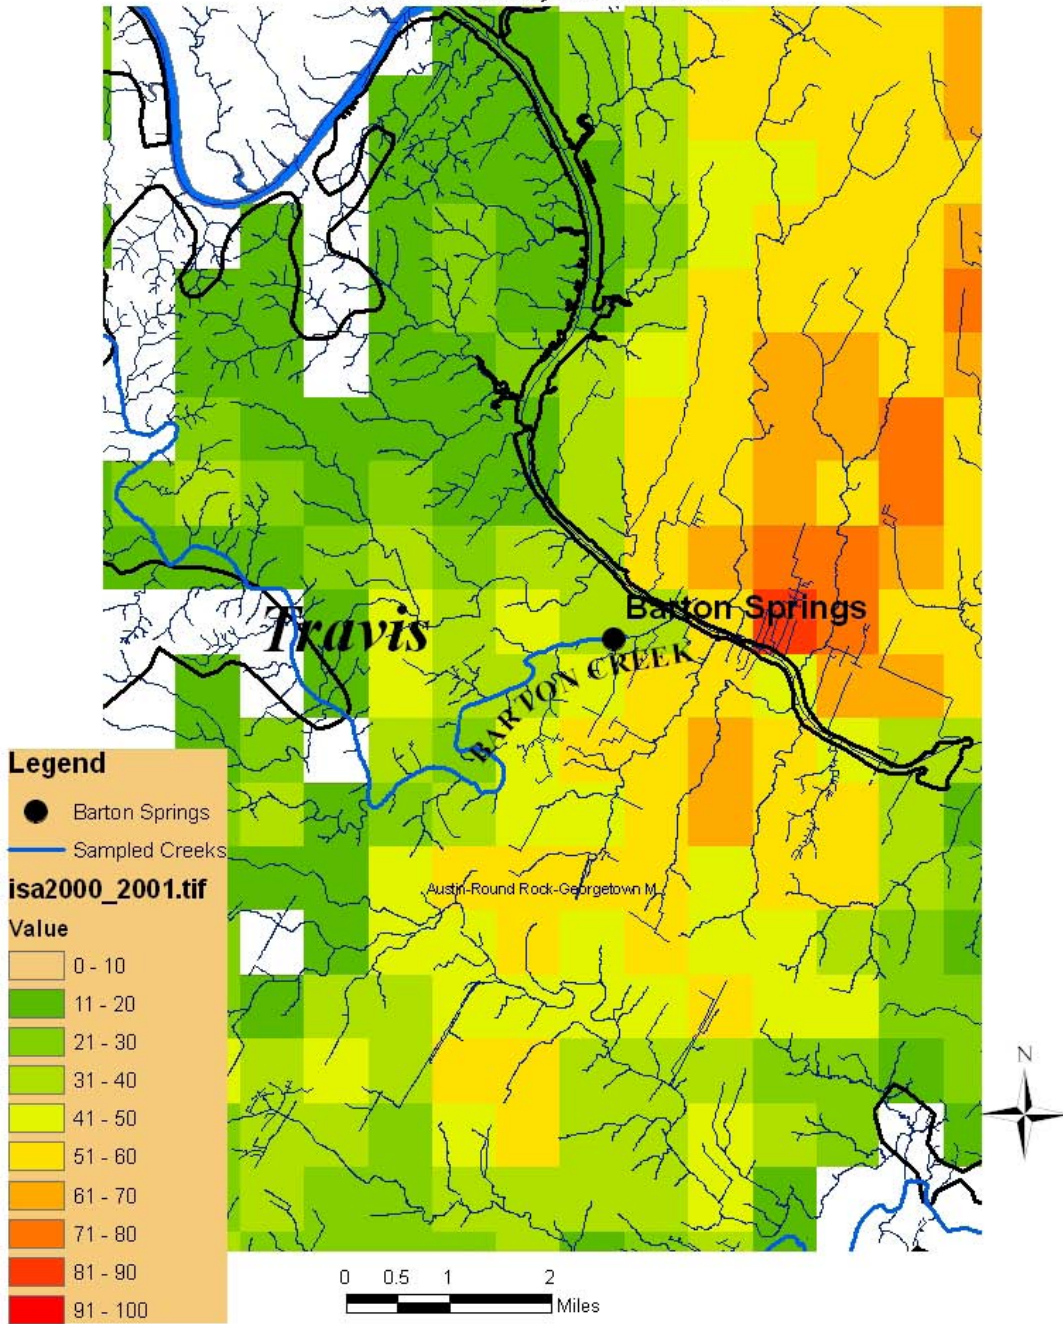 Barton Springs
Travis
BARTON CREEK
Legend
Barton Springs
Sampled Creeks
isa2000_2001.tif
Austin-Round Rock-Georgetown M
Value
0 - 10
11 - 20
21 - 30
31 - 40
41 - 50
51 - 60
61 - 70
71 - 80
81 - 90
91 - 100
N
0 0.5 1 2
Miles